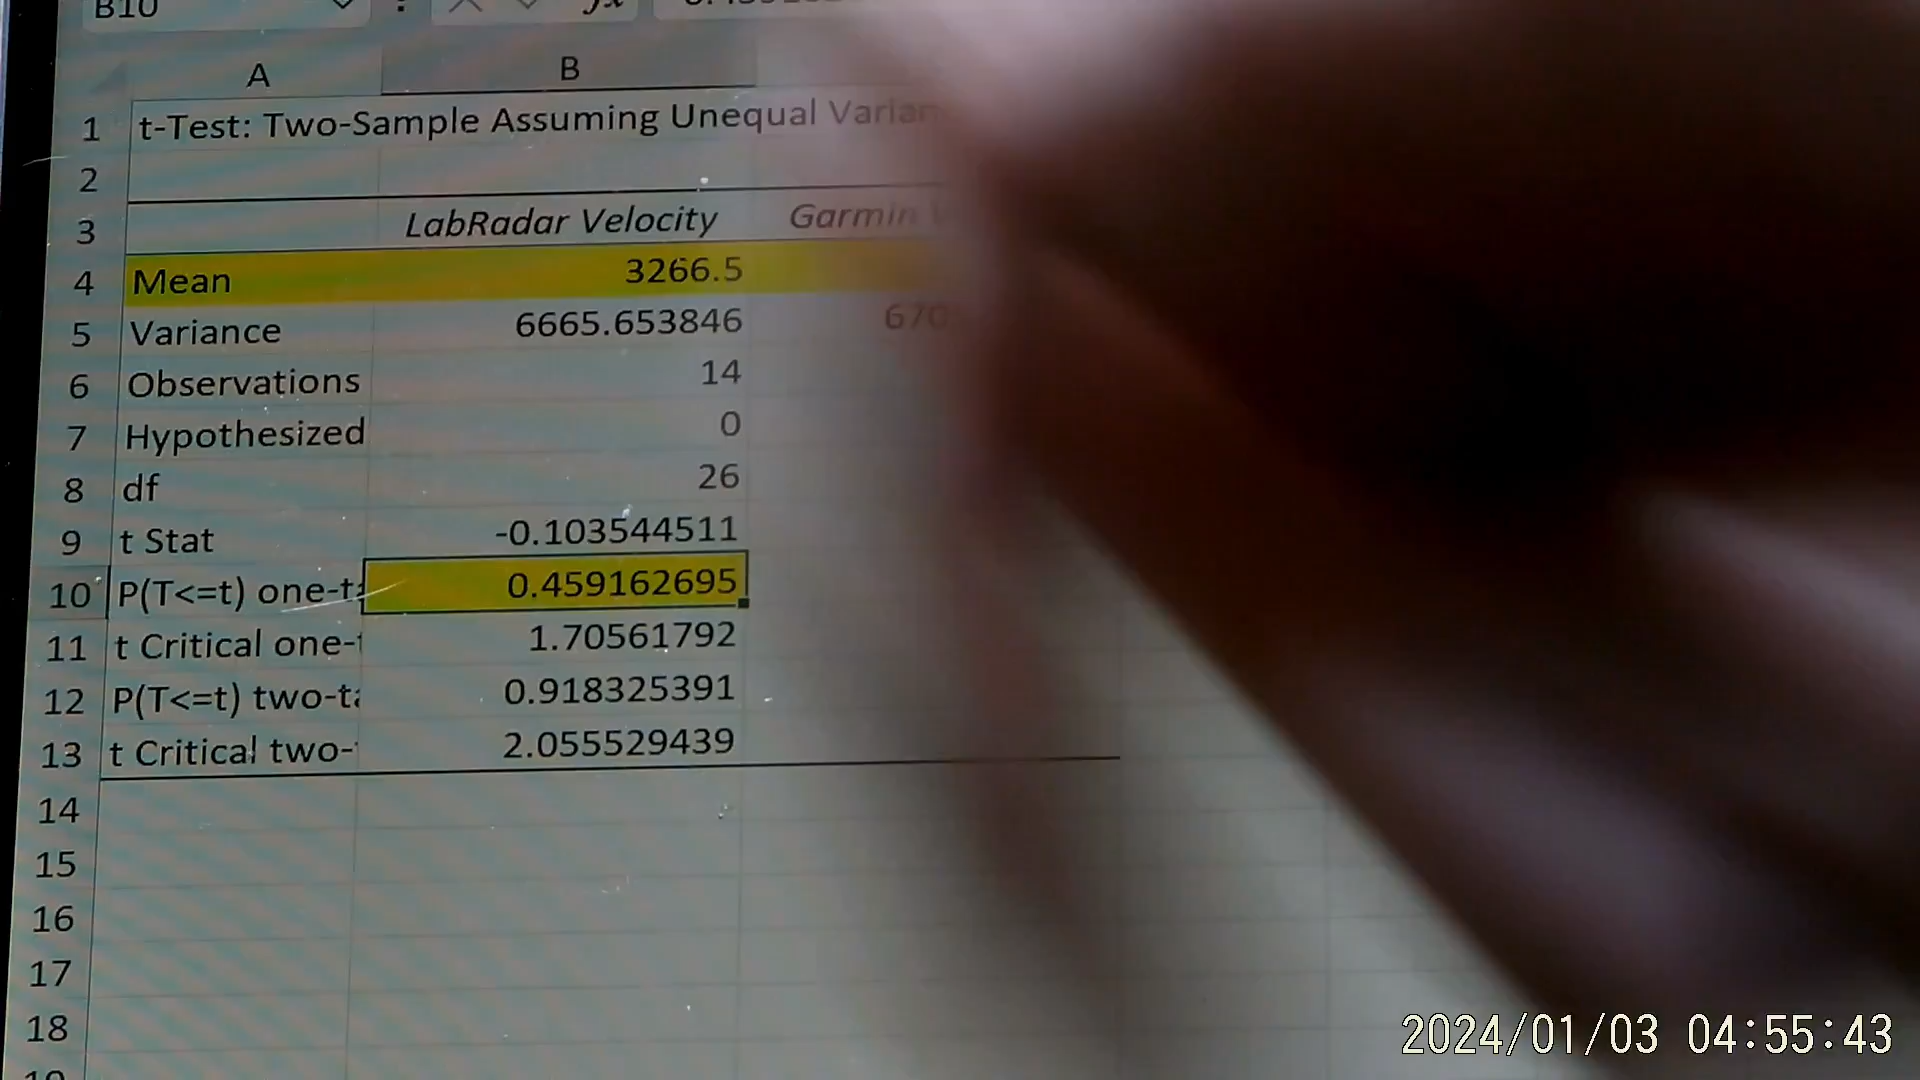 B10
A B
1 t-Test: Two-Sample Assuming Unequal
2
3 LabRadar Velocity Garmin
4 Mean 3266.5
5 Variance 6665.653846 670
6 Observations 14
7 Hypothesized 0
8 df 26
9 t Stat -0.103544511
10 P(T<=t) one-ta 0.459162695
11 t Critical one-t 1.70561792
12 P(T<=t) two-ta 0.918325391
13 t Critical two- 2.055529439
14
15
16
17
18
2024/01/03 04:55:43